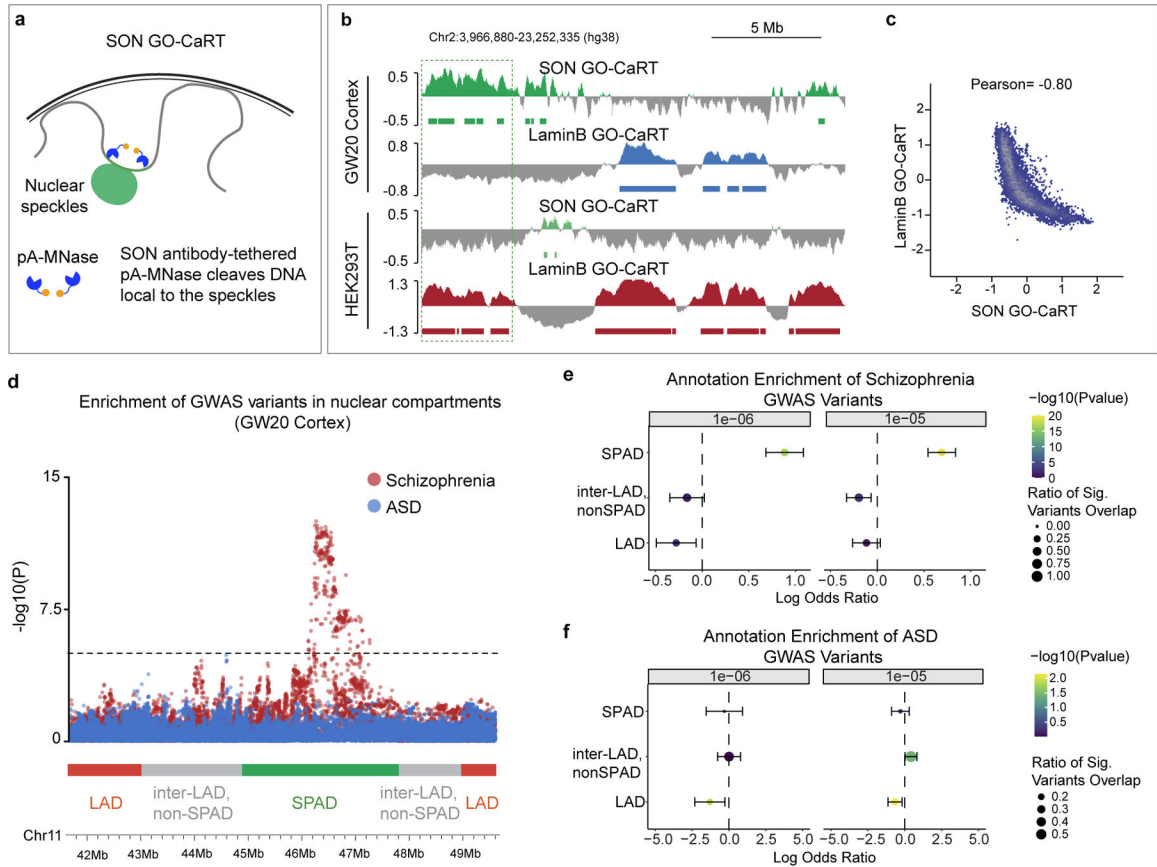 a
SON GO-CaRT
Nuclear
speckles
pA-MNase
SON antibody-tethered
pA-MNase cleaves DNA
local to the speckles
b
Chr2:3,966,880-23,252,335 (hg38)
5 Mb
GW20 Cortex
SON GO-CaRT
0.5
-0.5
LaminB GO-CaRT
0.8
-0.8
HEK293T
SON GO-CaRT
0.5
-0.5
LaminB GO-CaRT
1.3
-1.3
c
Pearson= -0.80
LaminB GO-CaRT
2
1
0
-1
-2
-2 -1 0 1 2
SON GO-CaRT
d
Enrichment of GWAS variants in nuclear compartments
(GW20 Cortex)
Schizophrenia
ASD
-log10(P)
15
7.5
0
LAD
inter-LAD,
non-SPAD
SPAD
inter-LAD,
non-SPAD
LAD
Chr11
42Mb 43Mb 44Mb 45Mb 46Mb 47Mb 48Mb 49Mb
e
Annotation Enrichment of Schizophrenia
GWAS Variants
1e−06 1e−05
SPAD
inter-LAD,
nonSPAD
LAD
−0.5 0.0 0.5 1.0 −0.5 0.0 0.5 1.0
Log Odds Ratio
−log10(Pvalue)
20
15
10
5
0
Ratio of Sig.
Variants Overlap
0.00
0.25
0.50
0.75
1.00
f
Annotation Enrichment of ASD
GWAS Variants
1e−06 1e−05
SPAD
inter-LAD,
nonSPAD
LAD
−5.0 −2.5 0.0 2.5 5.0 −5.0 −2.5 0.0 2.5 5.0
Log Odds Ratio
−log10(Pvalue)
2.0
1.5
1.0
0.5
Ratio of Sig.
Variants Overlap
0.2
0.3
0.4
0.5